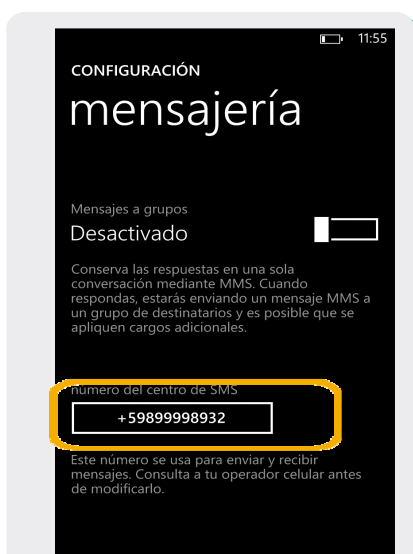 11:55
CONFIGURACIÓN
mensajería
Mensajes a grupos
Desactivado
Conserva las respuestas en una sola
conversación mediante MMS. Cuando
respondas, estarás enviando un mensaje MMS a
un grupo de destinatarios y es posible que se
apliquen cargos adicionales.
número del centro de SMS
+59899998932
Este número se usa para enviar y recibir
mensajes. Consulta a tu operador celular antes
de modificarlo.